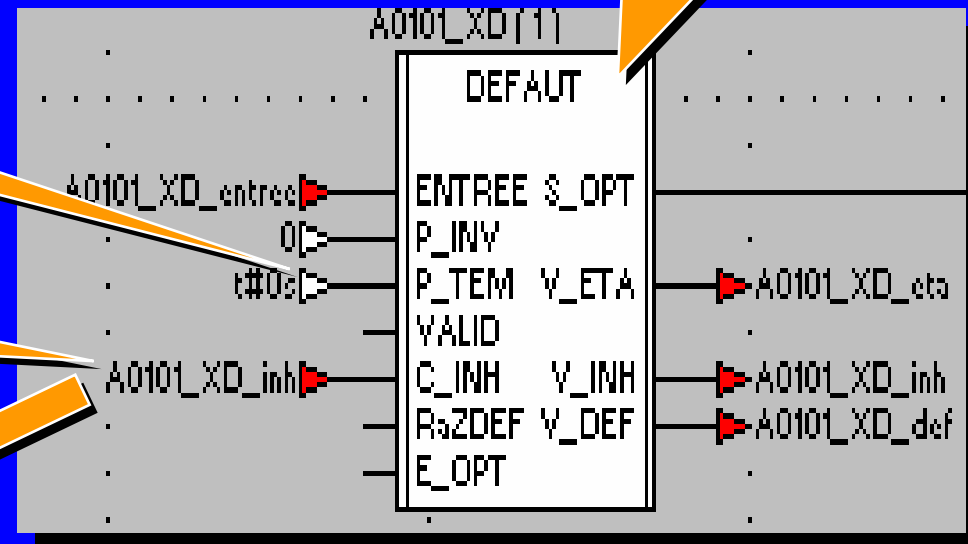 A0101_XD(1)
DEFAUT
A0101_XD_entree ENTREE S_OPT
0 P_INV
t#0s P_TEM V_ETA A0101_XD_eta
VALID
A0101_XD_inh C_INH V_INH A0101_XD_inh
RaZDEF V_DEF A0101_XD_def
E_OPT